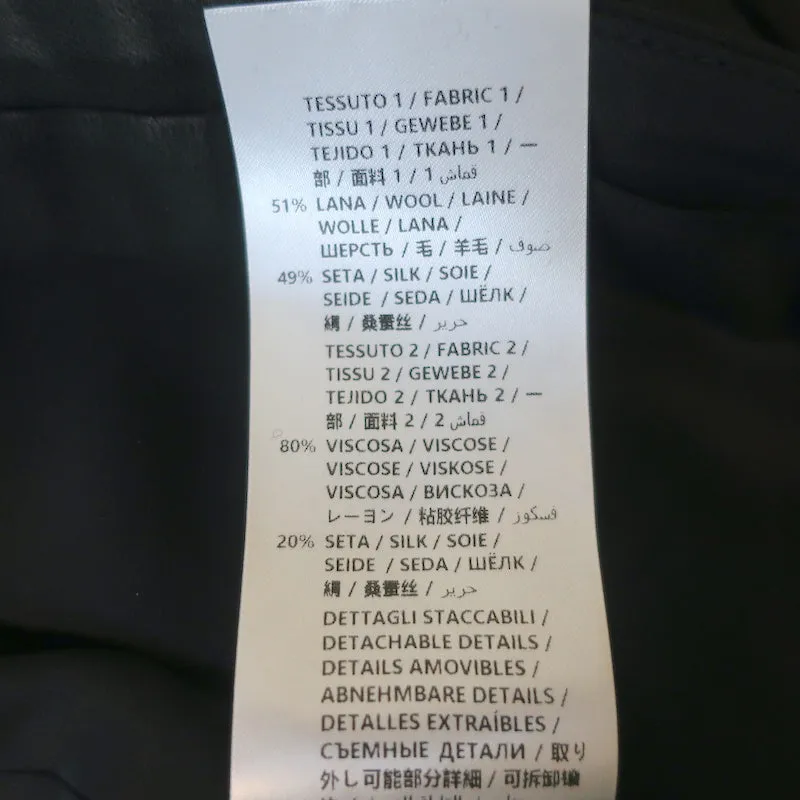 TESSUTO 1 / FABRIC 1 /
TISSU 1 / GEWEBE 1 /
TEJIDO 1 / ТКАНЬ 1 / 一
部 / 面料 1 / قماش 1
51% LANA / WOOL / LAINE /
WOLLE / LANA /
ШЕРСТЬ / 毛 / 羊毛 / صوف
49% SETA / SILK / SOIE /
SEIDE / SEDA / ШЁЛК /
絹 / 桑蚕丝 / حرير
TESSUTO 2 / FABRIC 2 /
TISSU 2 / GEWEBE 2 /
TEJIDO 2 / ТКАНЬ 2 / 一
部 / 面料 2 / قماش 2
80% VISCOSA / VISCOSE /
VISCOSE / VISKOSE /
VISCOSA / ВИСКОЗА /
レーヨン / 粘胶纤维 / فسكوز
20% SETA / SILK / SOIE /
SEIDE / SEDA / ШЁЛК /
絹 / 桑蚕丝 / حرير
DETTAGLI STACCABILI /
DETACHABLE DETAILS /
DETAILS AMOVIBLES /
ABNEHMBARE DETAILS /
DETALLES EXTRAÍBLES /
СЪЕМНЫЕ ДЕТАЛИ / 取り
外し可能部分詳細 / 可拆卸